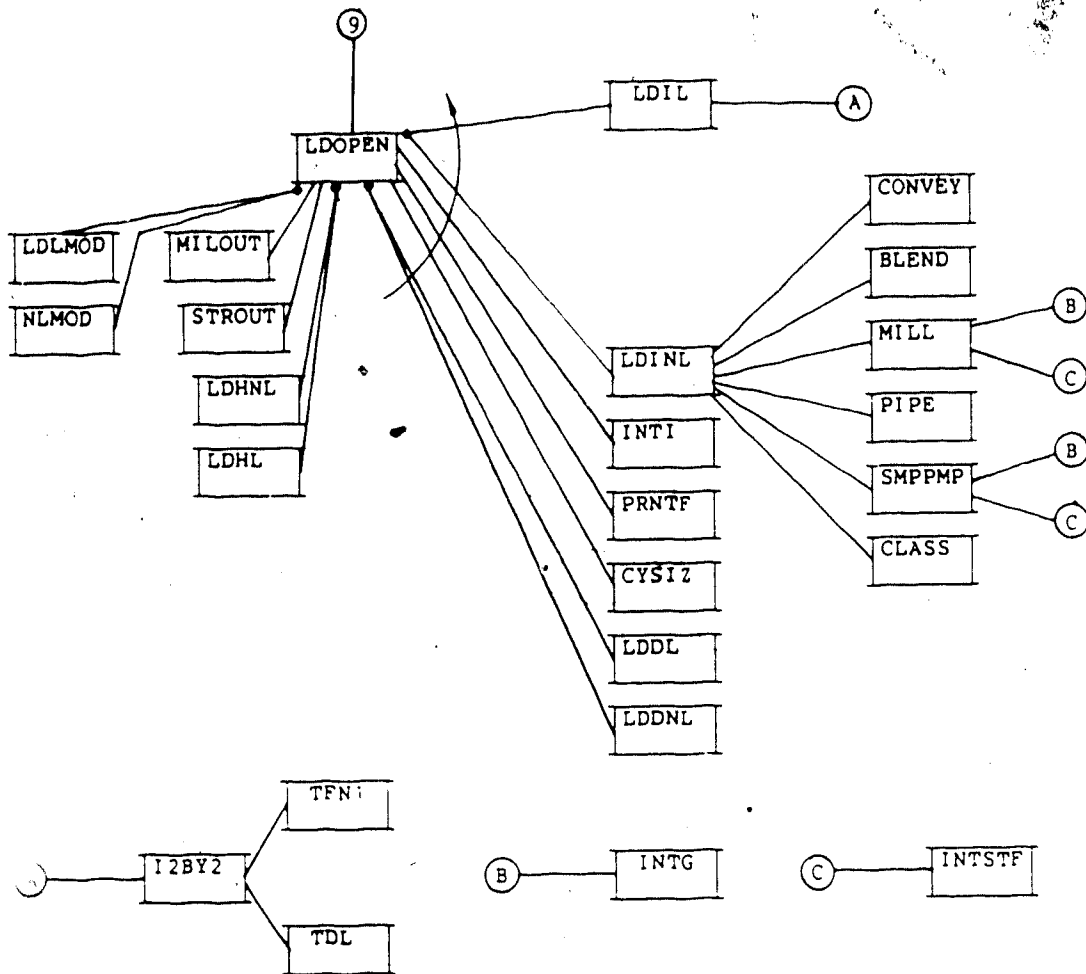 9
LDIL
A
LDOPEN
CONVEY
LDLMOD
MILOUT
BLEND
NLMOD
STROUT
B
MILL
LDINL
C
LDHNL
PIPE
INTI
LDHL
B
SMPPMP
PRNTF
C
CLASS
CYSIZ
LDDL
LDDNL
I2BY2
B
INTG
C
INTSTF
TDL